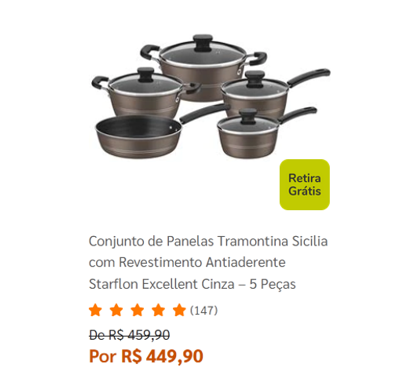 Retira
Grátis
Conjunto de Panelas Tramontina Sicilia
com Revestimento Antiaderente
Starflon Excellent Cinza – 5 Peças
(147)
De R$ 459,90
Por R$ 449,90